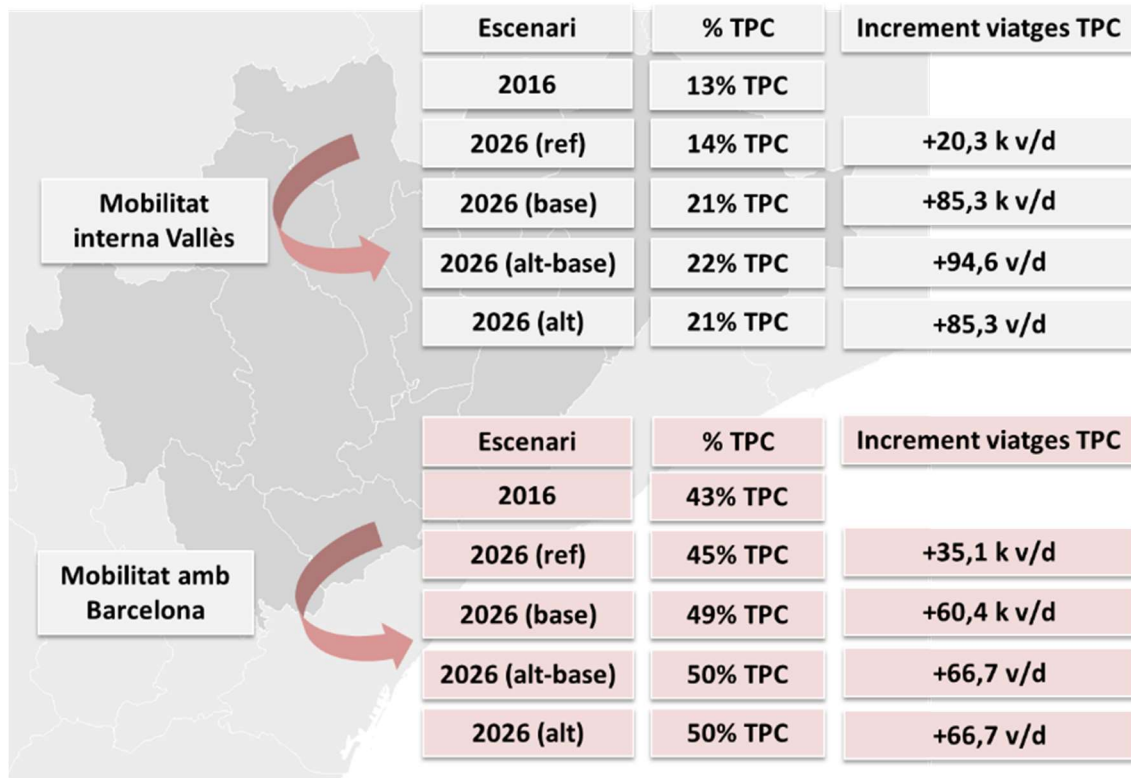 Escenari % TPC Increment viatges TPC
2016 13% TPC
2026 (ref) 14% TPC +20,3 k v/d
2026 (base) 21% TPC +85,3 k v/d
2026 (alt-base) 22% TPC +94,6 v/d
2026 (alt) 21% TPC +85,3 v/d
Mobilitat
interna Vallès
Escenari % TPC Increment viatges TPC
2016 43% TPC
2026 (ref) 45% TPC +35,1 k v/d
2026 (base) 49% TPC +60,4 k v/d
2026 (alt-base) 50% TPC +66,7 v/d
2026 (alt) 50% TPC +66,7 v/d
Mobilitat amb
Barcelona